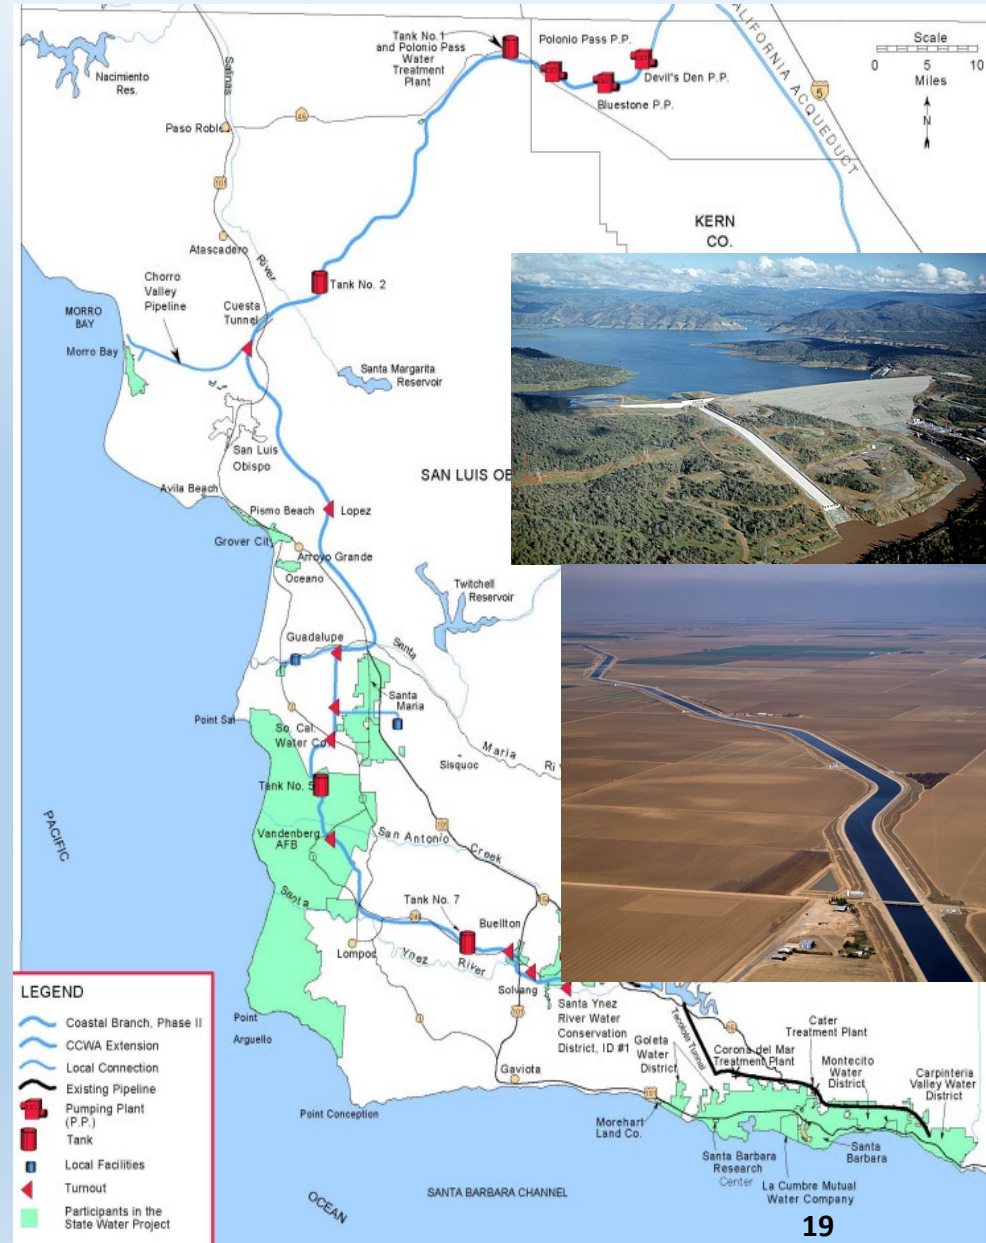 Tank No.1
and Polonio Pass
Water
Treatment
Plant
Polonio Pass P.P.
Devil's Den P.P.
Bluestone P.P.
CALIFORNIA ACQUEDUCT
5
Scale
0 5 10
Miles
N
Nacimiento
Res.
Salinas
River
Paso Robles
46
101
Atascadero
KERN
CO.
Tank No. 2
Chorro
Valley
Pipeline
Cuesta
Tunnel
MORRO
BAY
Morro Bay
Santa Margarita
Reservoir
San Luis
Obispo
SAN LUIS OB
Avila Beach
Pismo Beach
Lopez
Grover City
Arroyo Grande
Oceano
Twitchell
Reservoir
Guadalupe
Santa
Maria
Santa
Maria
Point Sal
So. Cal.
Water Co.
1
Sisquoc
Tank No. 5
PACIFIC
101
San Antonio
Creek
Vandenberg
AFB
1
Santa
Ynez
River
Tank No. 7
246
Buellton
Lompoc
Solvang
101
1
Santa Ynez
River Water
Conservation
District, ID #1
Tecolote Tunnel
Cater
Treatment Plant
Corona del Mar
Treatment Plant
Goleta
Water
District
Montecito
Water
District
Carpinteria
Valley Water
District
Point
Arguello
Gaviota
101
Point Conception
Morehart
Land Co.
Santa Barbara
Research
Center
Santa
Barbara
La Cumbre Mutual
Water Company
OCEAN
SANTA BARBARA CHANNEL
LEGEND
Coastal Branch, Phase II
CCWA Extension
Local Connection
Existing Pipeline
Pumping Plant
(P.P.)
Tank
Local Facilities
Turnout
Participants in the
State Water Project
19